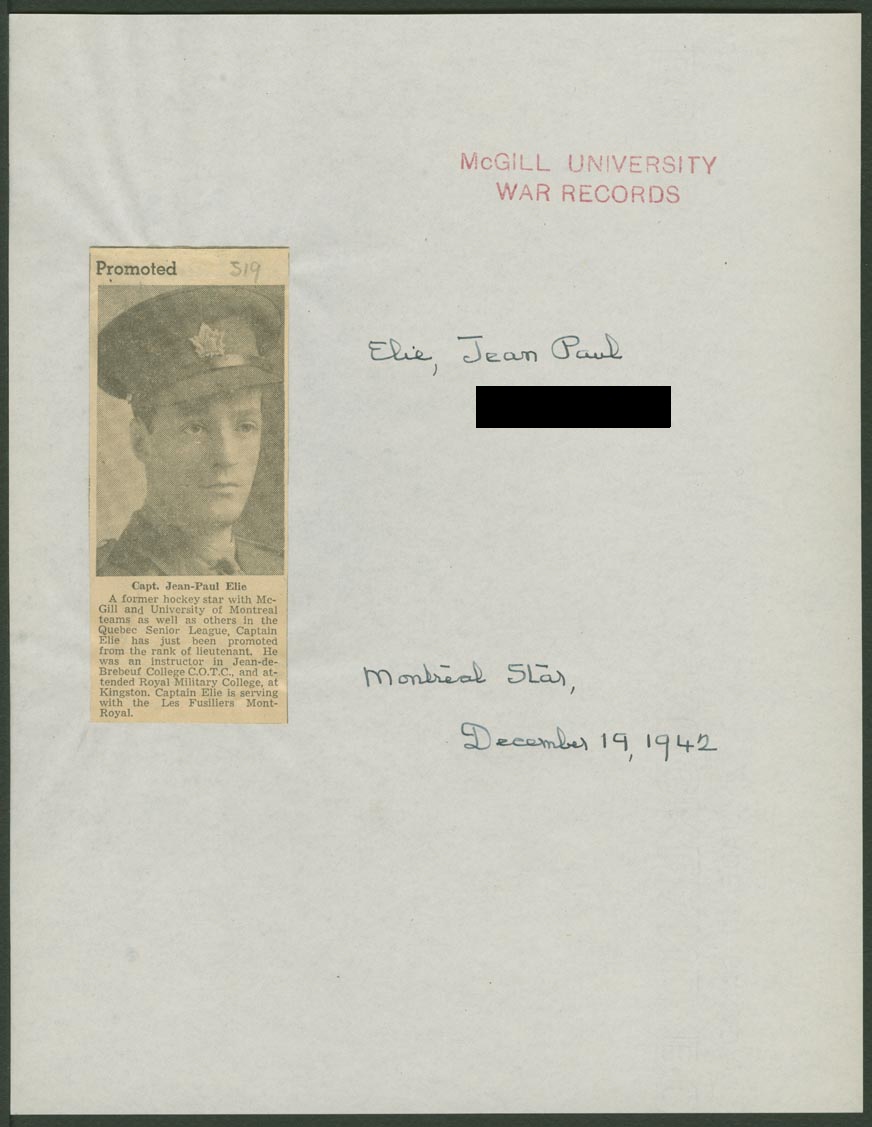 McGILL UNIVERSITY
WAR RECORDS
Promoted
S19
Elie, Jean Paul
Capt. Jean-Paul Elie
A former hockey star with Mc-
Gill and University of Montreal
teams as well as others in the
Quebec Senior League, Captain
Elie has just been promoted
from the rank of lieutenant. He
was an instructor in Jean-de-
Brebeuf College C.O.T.C., and at-
tended Royal Military College, at
Kingston. Captain Elie is serving
with the Les Fusiliers Mont-
Royal.
Montreal Star,
December 19, 1942